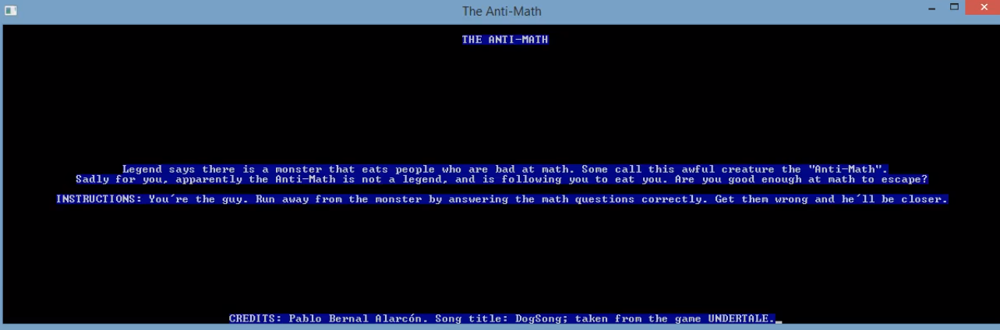 The Anti-Math
THE ANTI-MATH
Legend says there is a monster that eats people who are bad at math. Some call this awful creature the "Anti-Math".
Sadly for you, apparently the Anti-Math is not a legend, and is following you to eat you. Are you good enough at math to escape?
INSTRUCTIONS: You´re the guy. Run away from the monster by answering the math questions correctly. Get them wrong and he´ll be closer.
CREDITS: Pablo Bernal Alarcón. Song title: DogSong; taken from the game UNDERTALE.